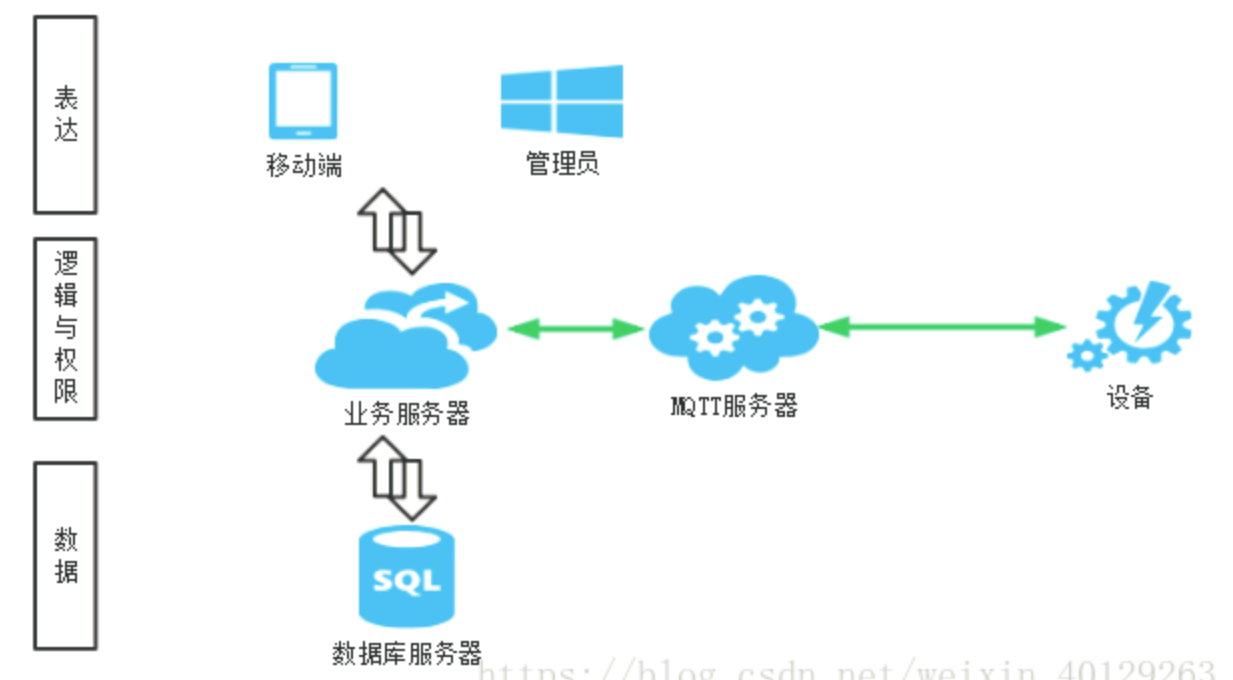 表达
移动端
管理员
逻辑与权限
业务服务器
MQTT服务器
设备
数据
SQL
数据库服务器
https://blog.csdn.net/weixin_40129263